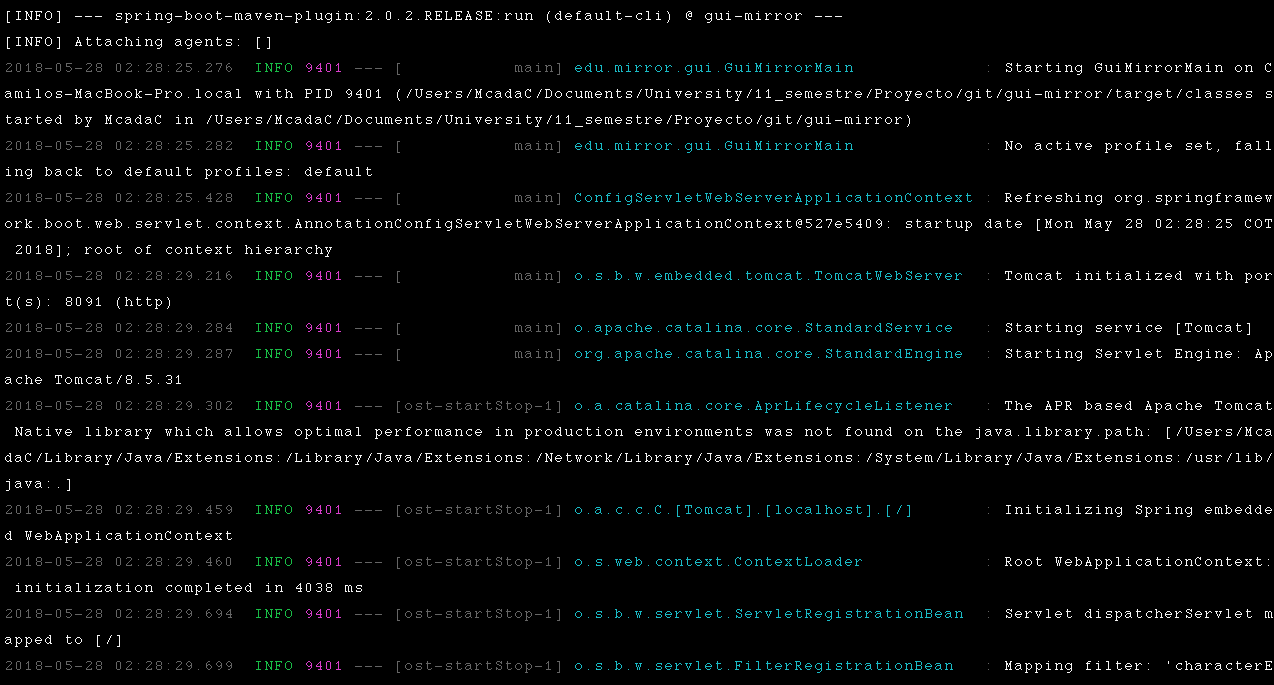 [INFO] --- spring-boot-maven-plugin:2.0.2.RELEASE:run (default-cli) @ gui-mirror ---
[INFO] Attaching agents: []
2018-05-28 02:28:25.276  INFO 9401 --- [           main] edu.mirror.gui.GuiMirrorMain             : Starting GuiMirrorMain on C
amilos-MacBook-Pro.local with PID 9401 (/Users/McadaC/Documents/University/11_semestre/Proyecto/git/gui-mirror/target/classes s
tarted by McadaC in /Users/McadaC/Documents/University/11_semestre/Proyecto/git/gui-mirror)
2018-05-28 02:28:25.282  INFO 9401 --- [           main] edu.mirror.gui.GuiMirrorMain             : No active profile set, fall
ing back to default profiles: default
2018-05-28 02:28:25.428  INFO 9401 --- [           main] ConfigServletWebServerApplicationContext : Refreshing org.springframew
ork.boot.web.servlet.context.AnnotationConfigServletWebServerApplicationContext@527e5409: startup date [Mon May 28 02:28:25 COT
 2018]; root of context hierarchy
2018-05-28 02:28:29.216  INFO 9401 --- [           main] o.s.b.w.embedded.tomcat.TomcatWebServer  : Tomcat initialized with por
t(s): 8091 (http)
2018-05-28 02:28:29.284  INFO 9401 --- [           main] o.apache.catalina.core.StandardService   : Starting service [Tomcat]
2018-05-28 02:28:29.287  INFO 9401 --- [           main] org.apache.catalina.core.StandardEngine  : Starting Servlet Engine: Ap
ache Tomcat/8.5.31
2018-05-28 02:28:29.302  INFO 9401 --- [ost-startStop-1] o.a.catalina.core.AprLifecycleListener   : The APR based Apache Tomcat
 Native library which allows optimal performance in production environments was not found on the java.library.path: [/Users/Mca
daC/Library/Java/Extensions:/Library/Java/Extensions:/Network/Library/Java/Extensions:/System/Library/Java/Extensions:/usr/lib/
java:.]
2018-05-28 02:28:29.459  INFO 9401 --- [ost-startStop-1] o.a.c.c.C.[Tomcat].[localhost].[/]       : Initializing Spring embedde
d WebApplicationContext
2018-05-28 02:28:29.460  INFO 9401 --- [ost-startStop-1] o.s.web.context.ContextLoader            : Root WebApplicationContext:
 initialization completed in 4038 ms
2018-05-28 02:28:29.694  INFO 9401 --- [ost-startStop-1] o.s.b.w.servlet.ServletRegistrationBean  : Servlet dispatcherServlet m
apped to [/]
2018-05-28 02:28:29.699  INFO 9401 --- [ost-startStop-1] o.s.b.w.servlet.FilterRegistrationBean   : Mapping filter: 'characterE